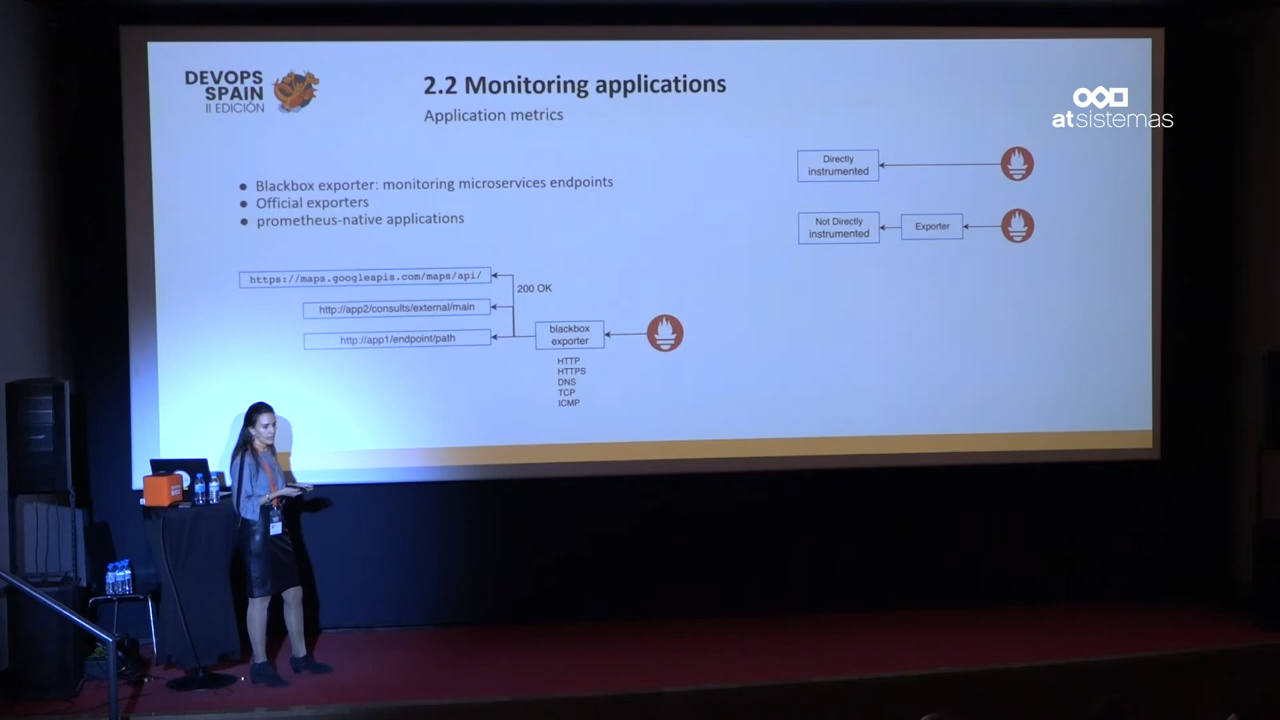 DEVOPS
SPAIN
II EDICIÓN
2.2 Monitoring applications
Application metrics
atsistemas
● Blackbox exporter: monitoring microservices endpoints
● Official exporters
● prometheus-native applications
Directly
instrumented
Not Directly
instrumented
Exporter
https://maps.googleapis.com/maps/api/
200 OK
http://app2/consults/external/main
http://app1/endpoint/path
blackbox
exporter
HTTP
HTTPS
DNS
TCP
ICMP